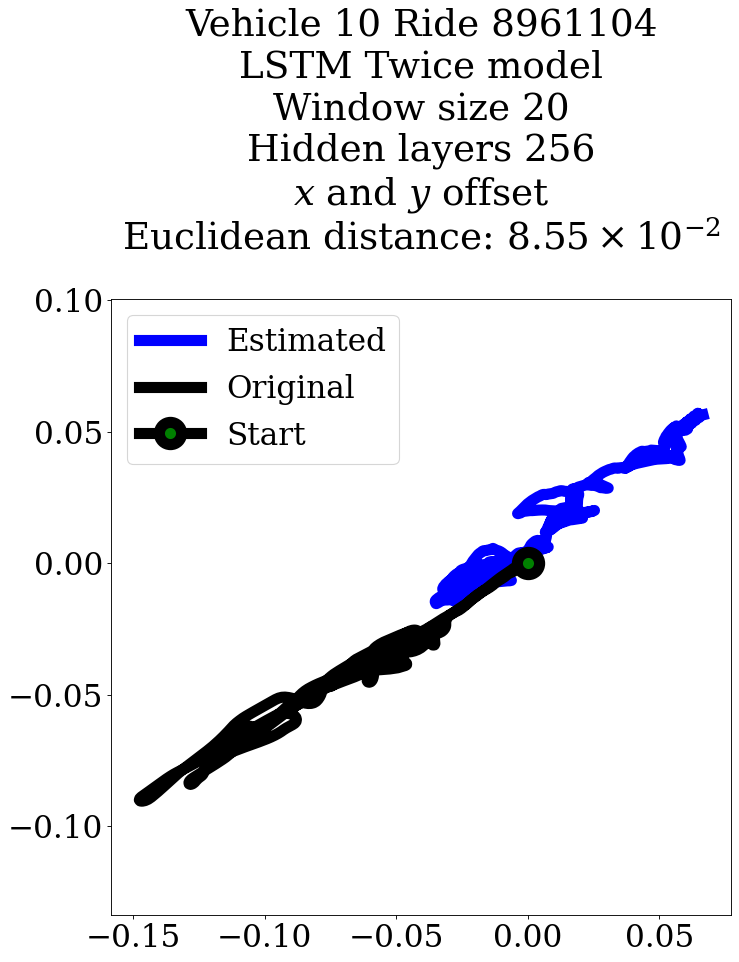 Vehicle 10 Ride 8961104
LSTM Twice model
Window size 20
Hidden layers 256
x and y offset
Euclidean distance: 8.55 × 10⁻²
Estimated
Original
Start
0.10
0.05
0.00
−0.05
−0.10
−0.15
−0.10
−0.05
0.00
0.05